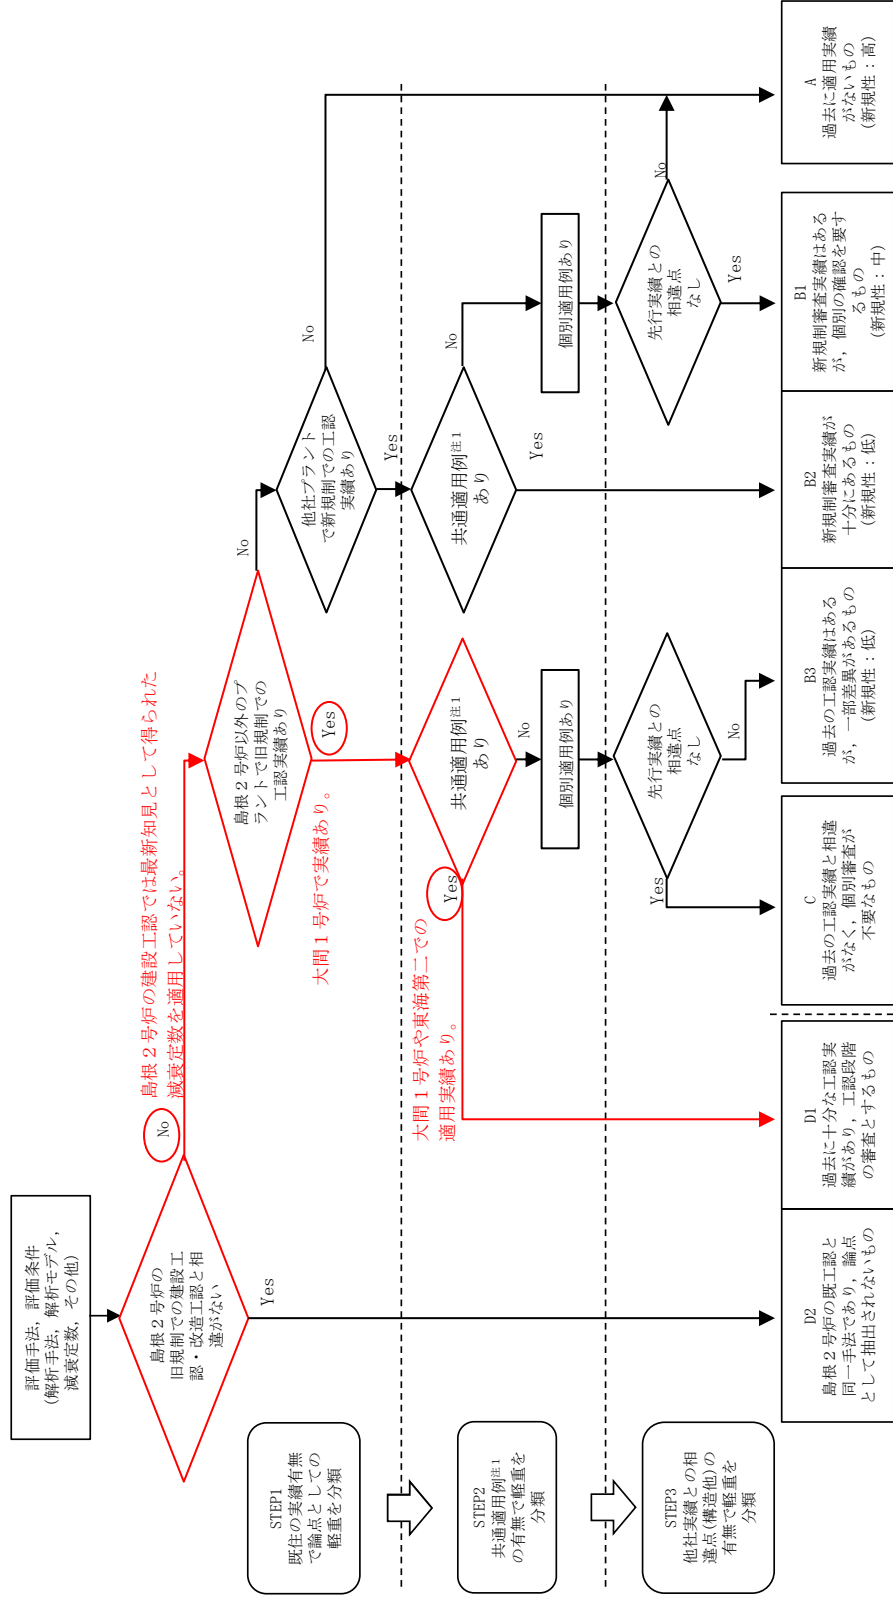 評価手法，評価条件
(解析手法，解析モデル，
減衰定数，その他)
島根２号炉の
旧規制での建設工
認・改造工認と相
違がない
No
Yes
島根２号炉の建設工認では最新知見として得られた
減衰定数を適用していない。
島根２号炉以外のプ
ラントで旧規制での
工認実績あり
No
Yes
大間１号炉で実績あり。
他社プラント
で新規制での工認
実績あり
No
Yes
STEP1
既往の実績有無
で論点としての
軽重を分類
共通適用例注1
あり
Yes
No
大間１号炉や東海第二での
適用実績あり。
共通適用例注1
あり
No
Yes
STEP2
共通適用例注1
の有無で軽重を
分類
個別適用例あり
個別適用例あり
先行実績との
相違点
なし
Yes
No
先行実績との
相違点
なし
No
Yes
STEP3
他社実績との相
違点(構造他)の
有無で軽重を
分類
D2
島根２号炉の既工認と
同一手法であり，論点
として抽出されないもの
D1
過去に十分な工認実
績があり，工認段階
の審査とするもの
C
過去の工認実績と相違
がなく，個別審査が
不要なもの
B3
過去の工認実績はある
が，一部差異があるもの
(新規性：低)
B2
新規制審査実績が
十分にあるもの
(新規性：低)
B1
新規制審査実績はある
が，個別の確認を要す
るもの
(新規性：中)
A
過去に適用実績
がないもの
(新規性：高)